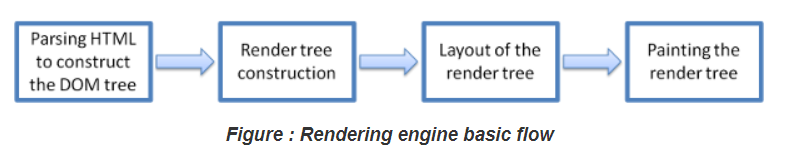 Parsing HTML
to construct
the DOM tree
Render tree
construction
Layout of the
render tree
Painting the
render tree
Figure : Rendering engine basic flow